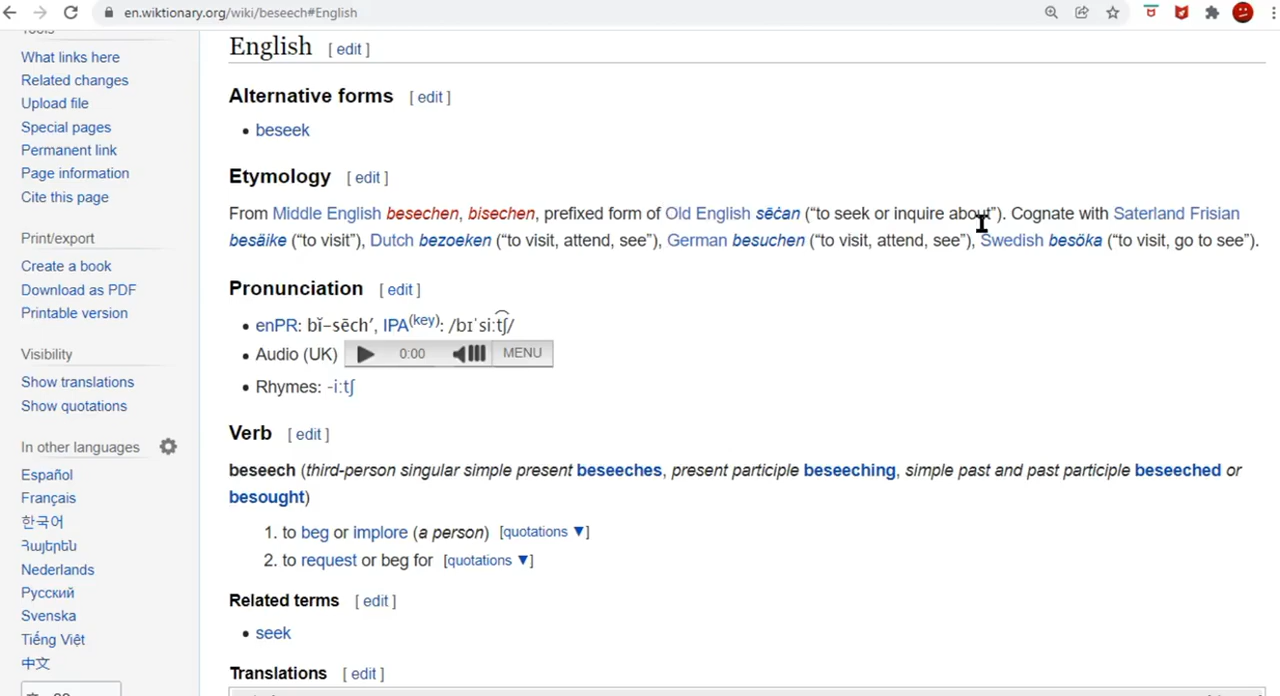 en.wiktionary.org/wiki/beseech#English
Tools
What links here
Related changes
Upload file
Special pages
Permanent link
Page information
Cite this page
Print/export
Create a book
Download as PDF
Printable version
Visibility
Show translations
Show quotations
In other languages
Español
Français
한국어
Հայերեն
Nederlands
Русский
Svenska
Tiếng Việt
中文
English [ edit ]
Alternative forms [ edit ]
• beseek
Etymology [ edit ]
From Middle English besechen, bisechen, prefixed form of Old English sēċan (“to seek or inquire about”). Cognate with Saterland Frisian
besäike (“to visit”), Dutch bezoeken (“to visit, attend, see”), German besuchen (“to visit, attend, see”), Swedish besöka (“to visit, go to see”).
Pronunciation [ edit ]
• enPR: bĭ-sēch′, IPA(key): /bɪˈsiːt͡ʃ/
• Audio (UK) 0:00 MENU
• Rhymes: -iːtʃ
Verb [ edit ]
beseech (third-person singular simple present beseeches, present participle beseeching, simple past and past participle beseeched or
besought)
1. to beg or implore (a person) [quotations ▼]
2. to request or beg for [quotations ▼]
Related terms [ edit ]
• seek
Translations [ edit ]